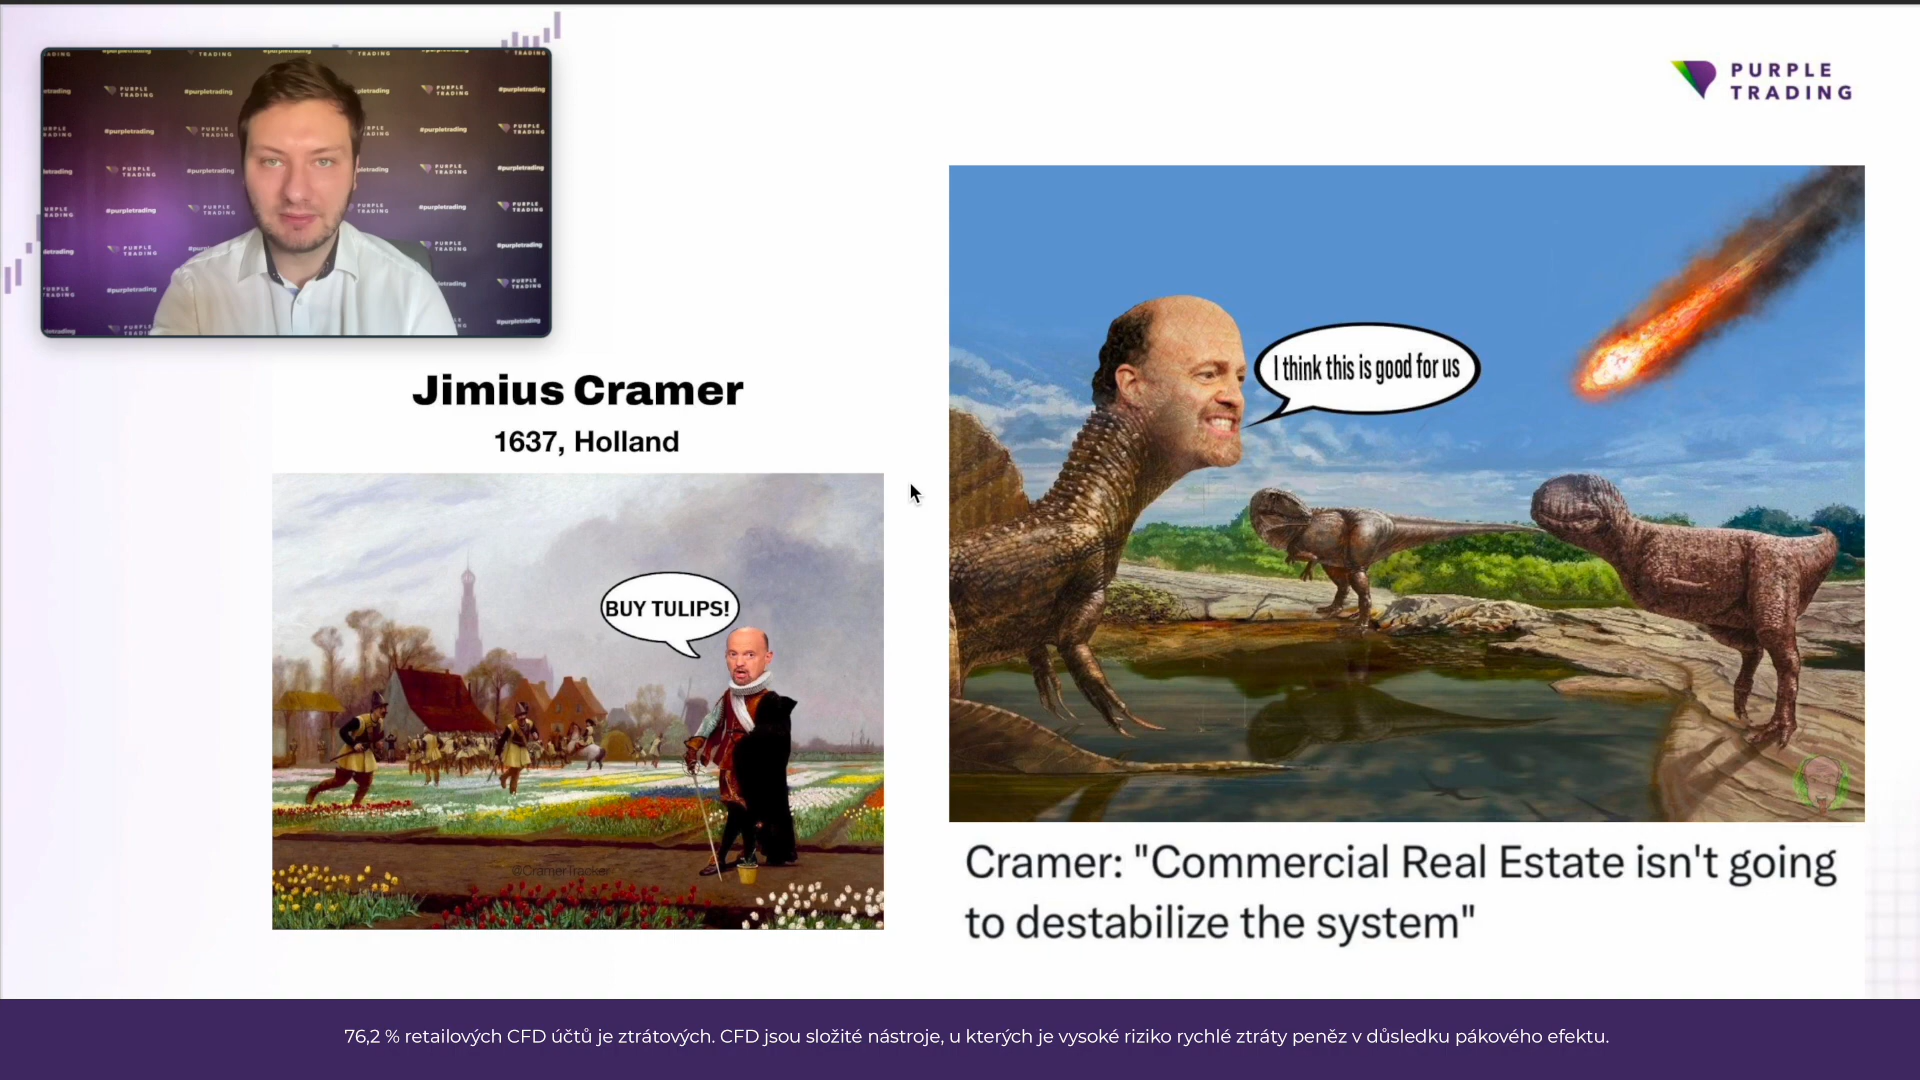 PURPLE
TRADING
#purpletrading
Jimius Cramer
1637, Holland
BUY TULIPS!
@CramerTracker
I think this is good for us
Cramer: "Commercial Real Estate isn't going
to destabilize the system"
76,2 % retailových CFD účtů je ztrátových. CFD jsou složité nástroje, u kterých je vysoké riziko rychlé ztráty peněz v důsledku pákového efektu.